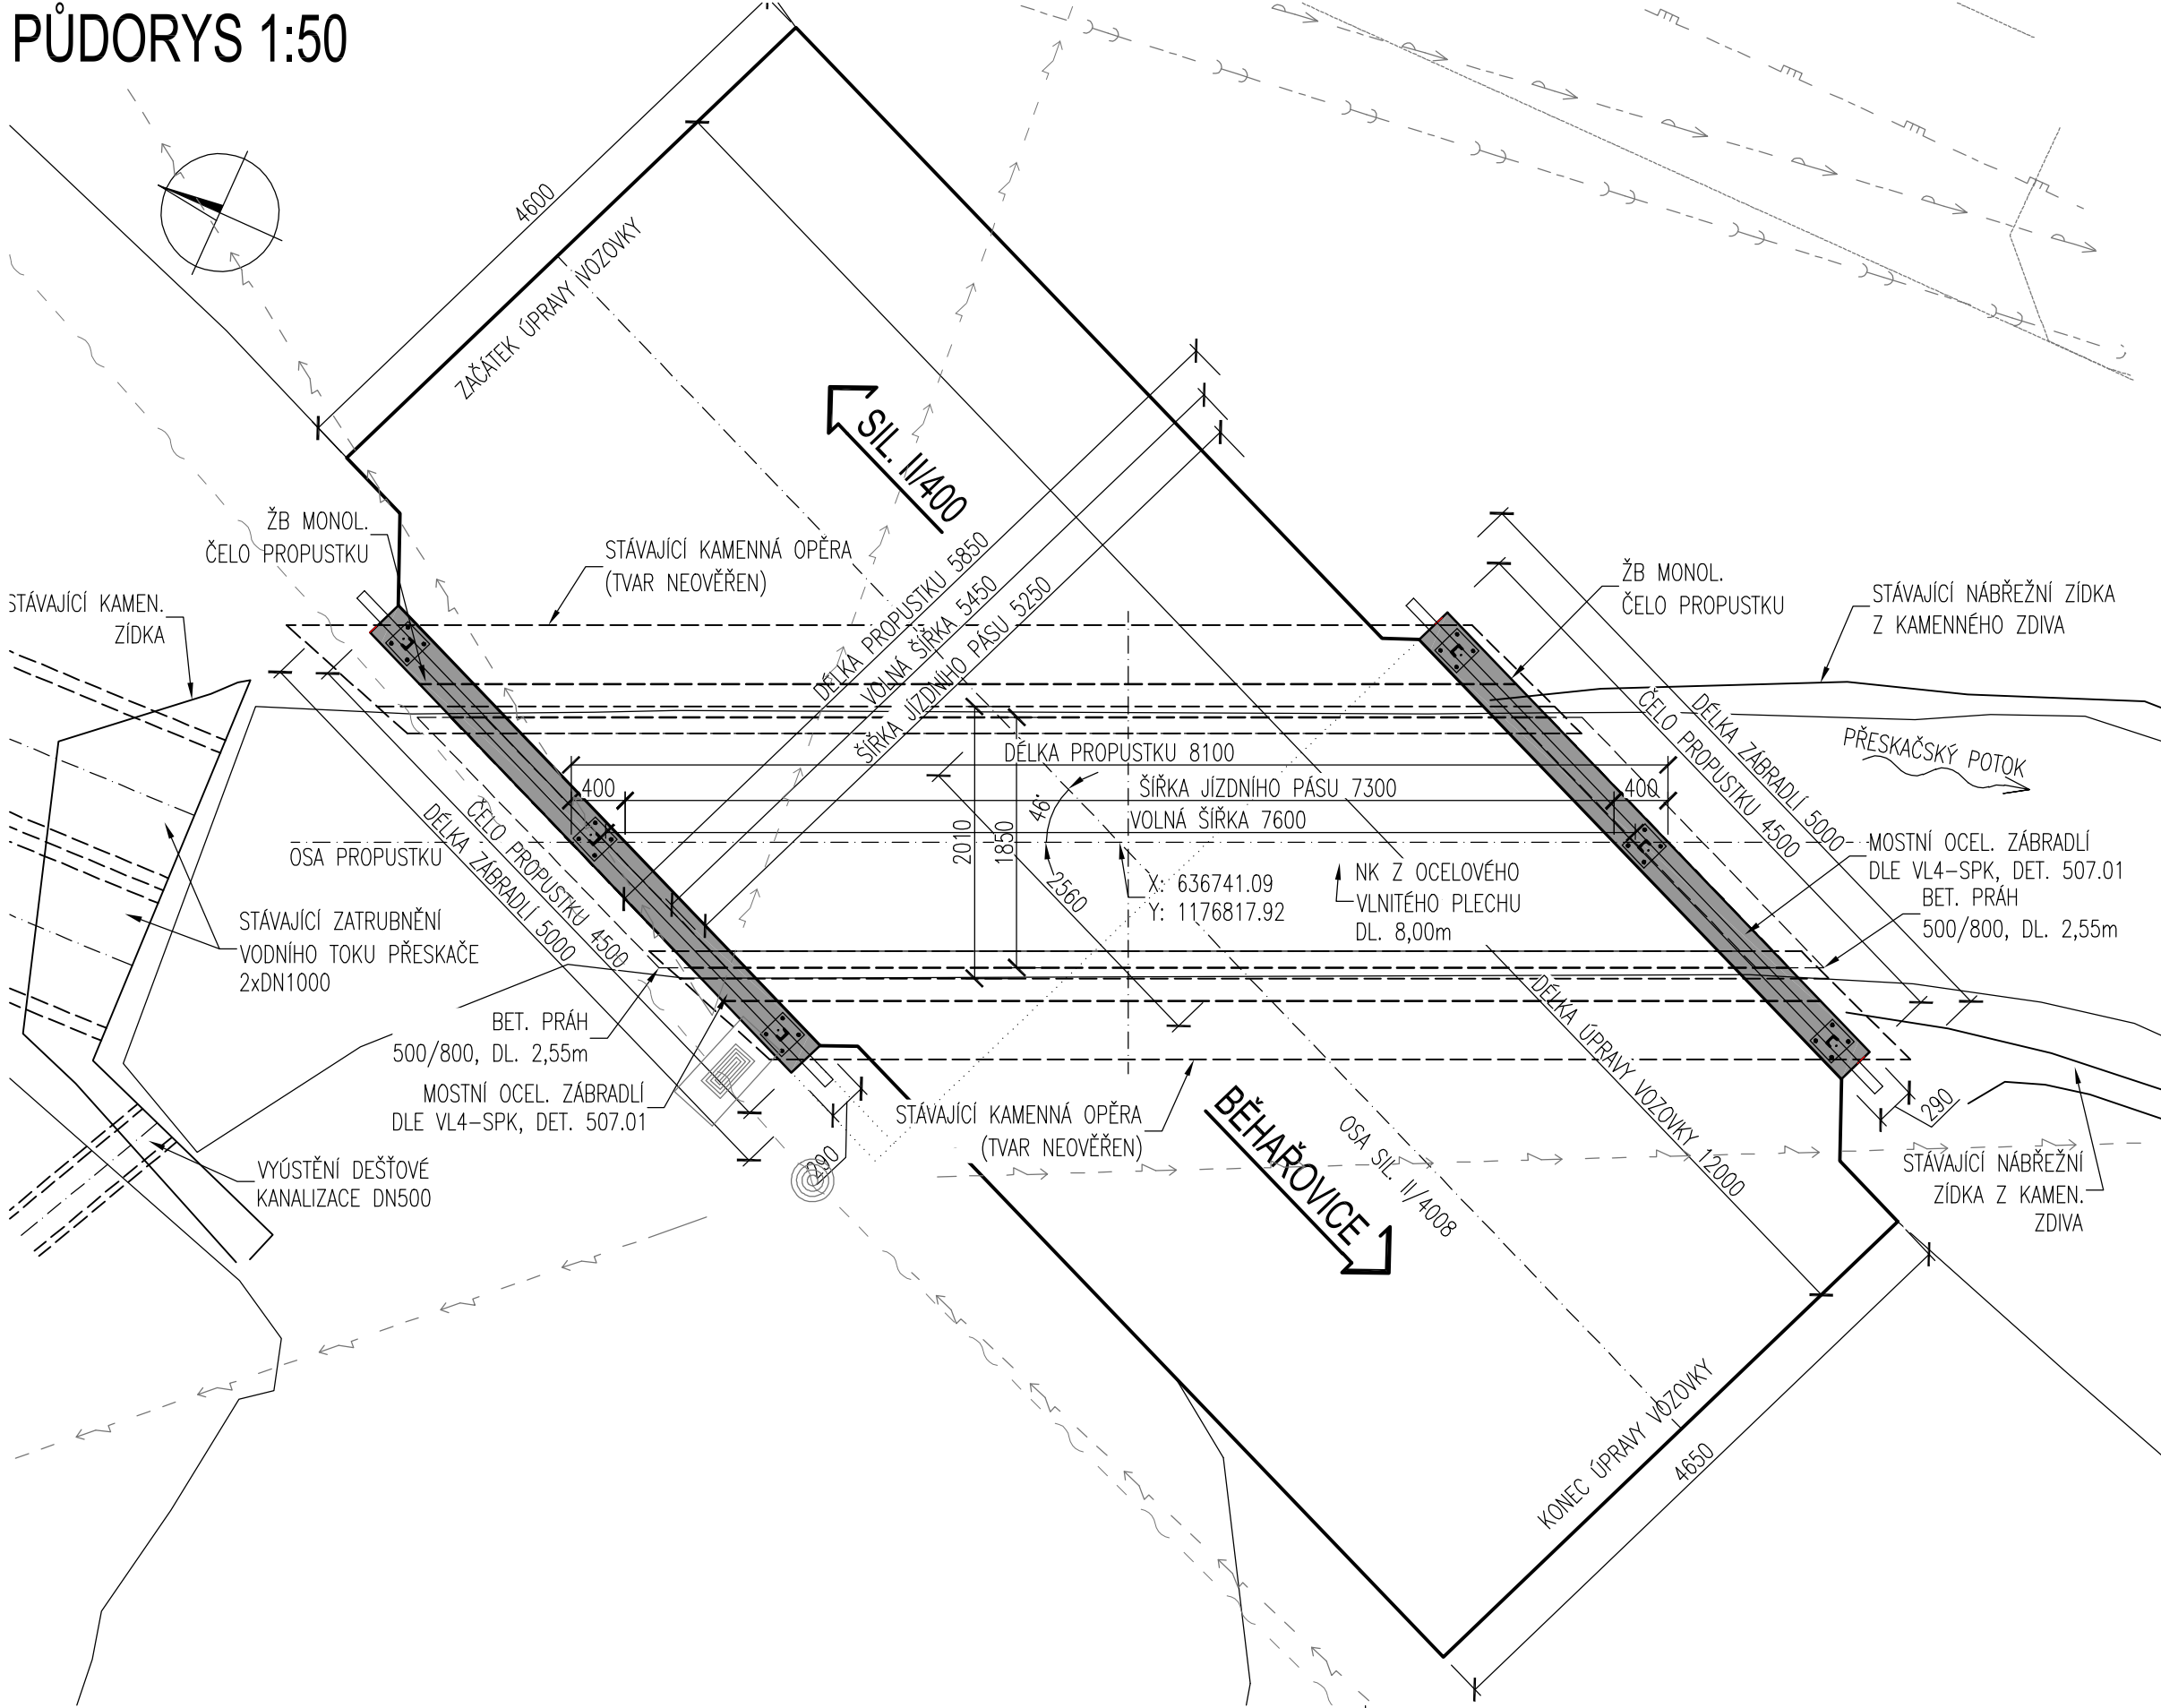 PŮDORYS 1:50
4600
ZAČÁTEK ÚPRAVY VOZOVKY
SIL. II/400
ŽB MONOL.
ČELO PROPUSTKU
STÁVAJÍCÍ KAMENNÁ OPĚRA
(TVAR NEOVĚŘEN)
DÉLKA PROPUSTKU 5850
VOLNÁ ŠÍŘKA 5450
ŠÍŘKA JÍZDNÍHO PÁSU 5250
ŽB MONOL.
ČELO PROPUSTKU
STÁVAJÍCÍ NÁBŘEŽNÍ ZÍDKA
Z KAMENNÉHO ZDIVA
STÁVAJÍCÍ KAMEN.
ZÍDKA
DÉLKA ZÁBRADLÍ 5000
ČELO PROPUSTKU 4500
PŘESKAČSKÝ POTOK
DÉLKA PROPUSTKU 8100
400
ŠÍŘKA JÍZDNÍHO PÁSU 7300
400
VOLNÁ ŠÍŘKA 7600
46°
2010
1850
2560
OSA PROPUSTKU
ČELO PROPUSTKU 4500
DÉLKA ZÁBRADLÍ 5000
X: 636741.09
Y: 1176817.92
NK Z OCELOVÉHO
VLNITÉHO PLECHU
DL. 8,00m
MOSTNÍ OCEL. ZÁBRADLÍ
DLE VL4-SPK, DET. 507.01
BET. PRÁH
500/800, DL. 2,55m
STÁVAJÍCÍ ZATRUBNĚNÍ
VODNÍHO TOKU PŘESKAČE
2xDN1000
BET. PRÁH
500/800, DL. 2,55m
MOSTNÍ OCEL. ZÁBRADLÍ
DLE VL4-SPK, DET. 507.01
DÉLKA ÚPRAVY VOZOVKY 12000
STÁVAJÍCÍ KAMENNÁ OPĚRA
(TVAR NEOVĚŘEN)
290
290
BĚHAŘOVICE
OSA SIL. II/4008
VYÚSTĚNÍ DEŠŤOVÉ
KANALIZACE DN500
STÁVAJÍCÍ NÁBŘEŽNÍ
ZÍDKA Z KAMEN.
ZDIVA
KONEC ÚPRAVY VOZOVKY
4650